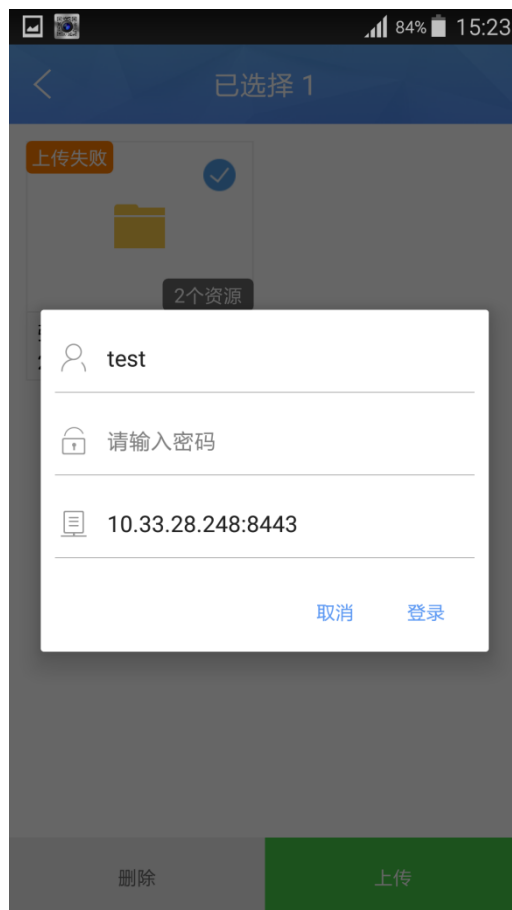 84% 15:23
已选择 1
上传失败
2个资源
test
请输入密码
10.33.28.248:8443
取消 登录
删除 上传